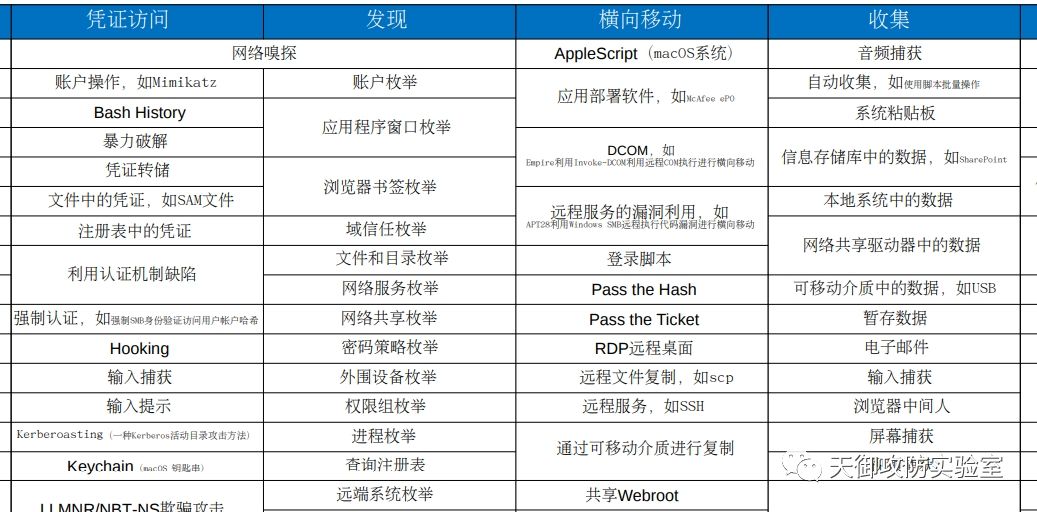 凭证访问 发现 横向移动 收集
网络嗅探 AppleScript（macOS系统） 音频捕获
账户操作，如Mimikatz 账户枚举 应用部署软件，如McAfee ePO 自动收集，如使用脚本批量操作
Bash History 应用程序窗口枚举 系统粘贴板
暴力破解 DCOM，如
Empire利用Invoke-DCOM利用远程COM执行进行横向移动 信息存储库中的数据，如SharePoint
凭证转储 浏览器书签枚举
文件中的凭证，如SAM文件 远程服务的漏洞利用，如
APT28利用Windows SMB远程执行代码漏洞进行横向移动 本地系统中的数据
注册表中的凭证 域信任枚举 网络共享驱动器中的数据
利用认证机制缺陷 文件和目录枚举 登录脚本
网络服务枚举 Pass the Hash 可移动介质中的数据，如USB
强制认证，如强制SMB身份验证访问用户帐户哈希 网络共享枚举 Pass the Ticket 暂存数据
Hooking 密码策略枚举 RDP远程桌面 电子邮件
输入捕获 外围设备枚举 远程文件复制，如scp 输入捕获
输入提示 权限组枚举 远程服务，如SSH 浏览器中间人
Kerberoasting（一种Kerberos活动目录攻击方法） 进程枚举 通过可移动介质进行复制 屏幕捕获
Keychain（macOS 钥匙串） 查询注册表
天御攻防实验室
LLMNR/NBT-NS欺骗攻击 远端系统枚举 共享Webroot